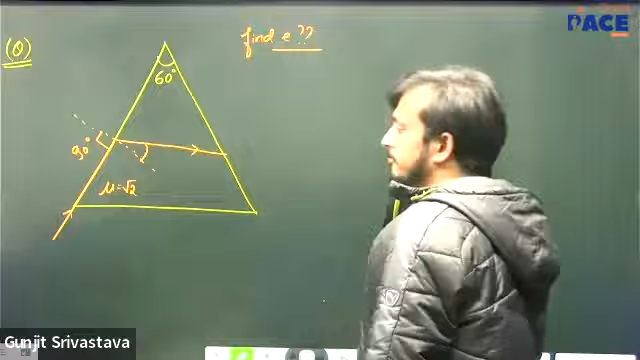 PACE
(Q)
find e ??
60°
90°
μ=√2
Gunjit Srivastava